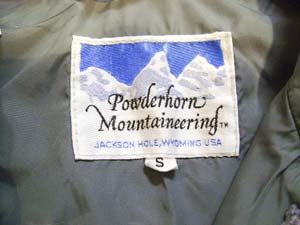 Powderhorn
Mountaineering™
JACKSON HOLE, WYOMING USA
S